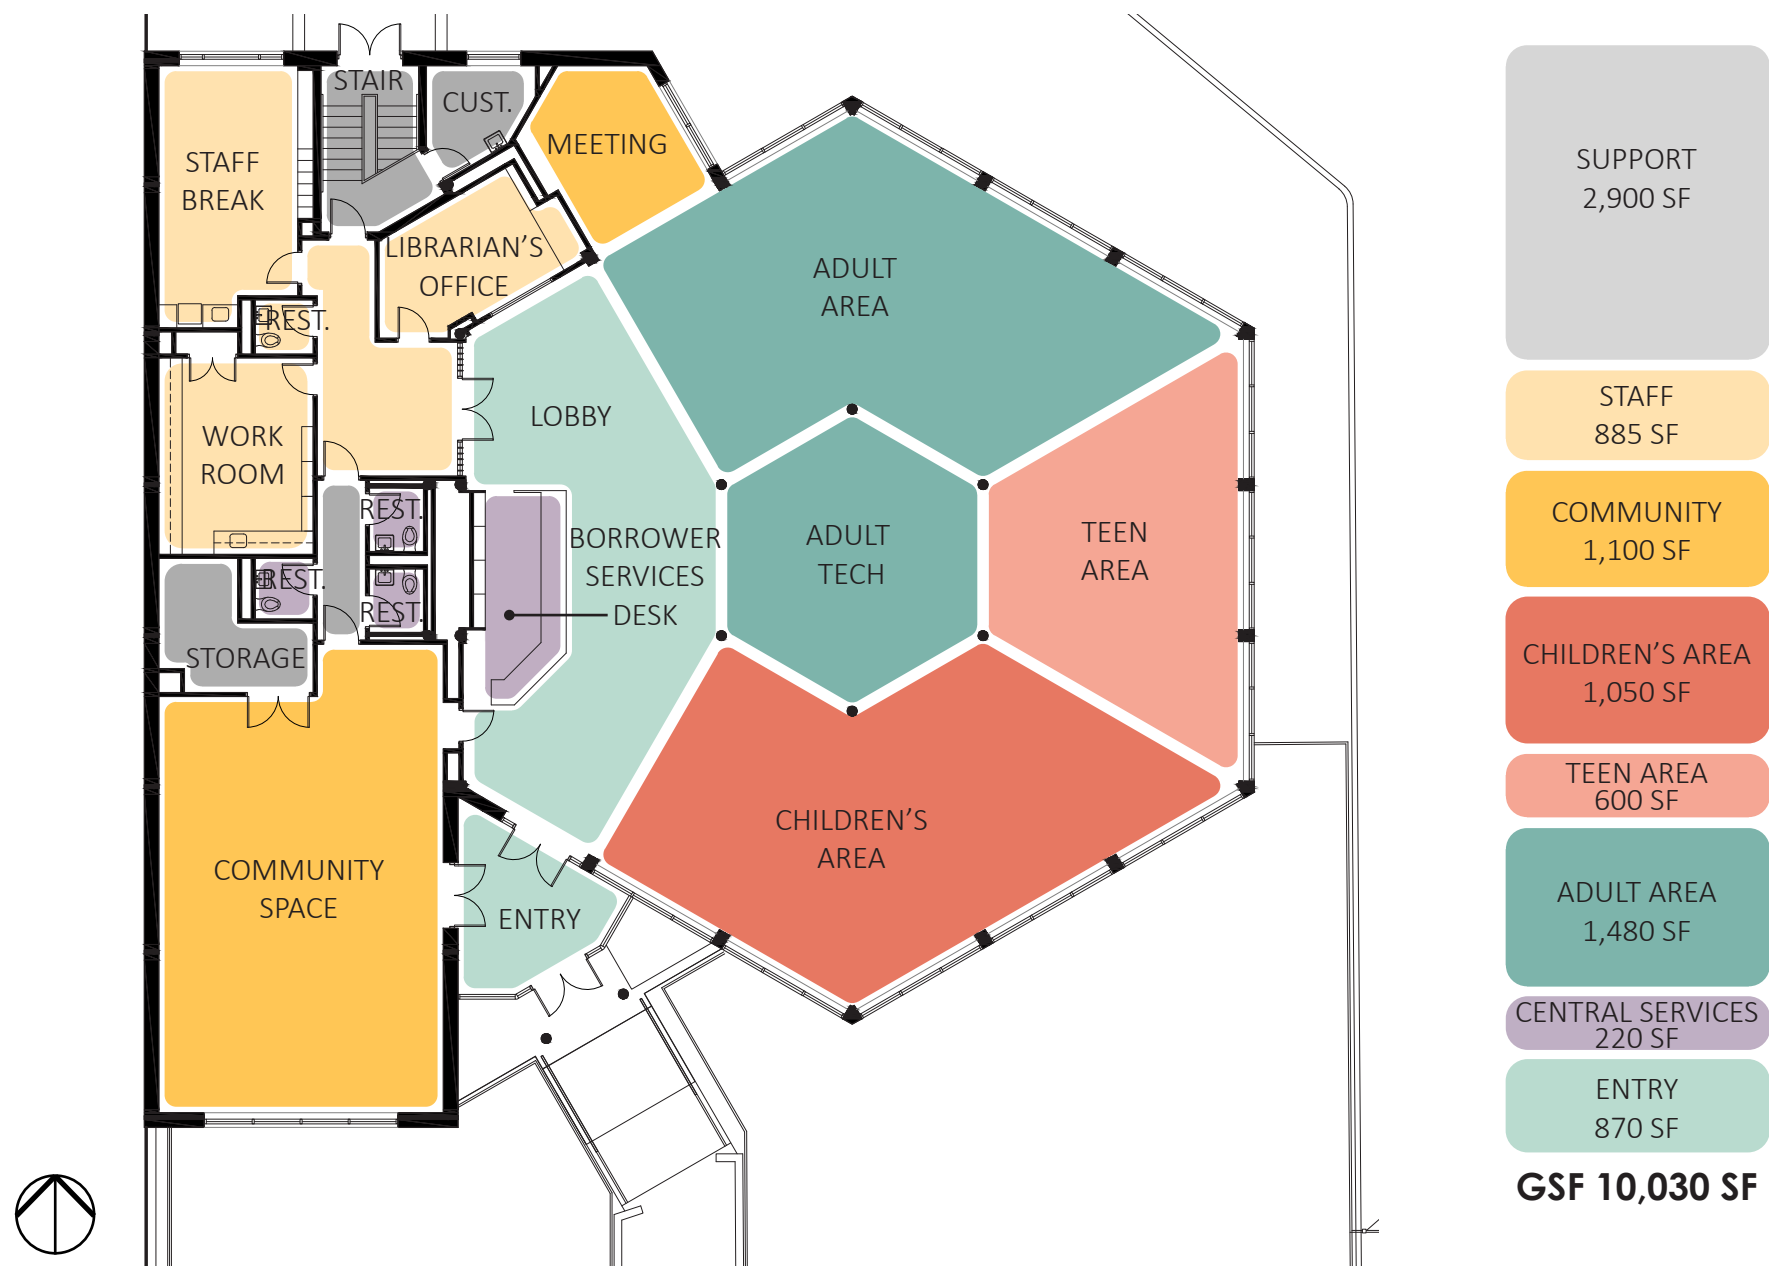 STAIR
CUST.
MEETING
STAFF
BREAK
LIBRARIAN'S
OFFICE
ADULT
AREA
REST.
LOBBY
WORK
ROOM
REST.
BORROWER
SERVICES
DESK
ADULT
TECH
TEEN
AREA
REST.
REST.
STORAGE
CHILDREN'S
AREA
COMMUNITY
SPACE
ENTRY
SUPPORT
2,900 SF
STAFF
885 SF
COMMUNITY
1,100 SF
CHILDREN'S AREA
1,050 SF
TEEN AREA
600 SF
ADULT AREA
1,480 SF
CENTRAL SERVICES
220 SF
ENTRY
870 SF
GSF 10,030 SF